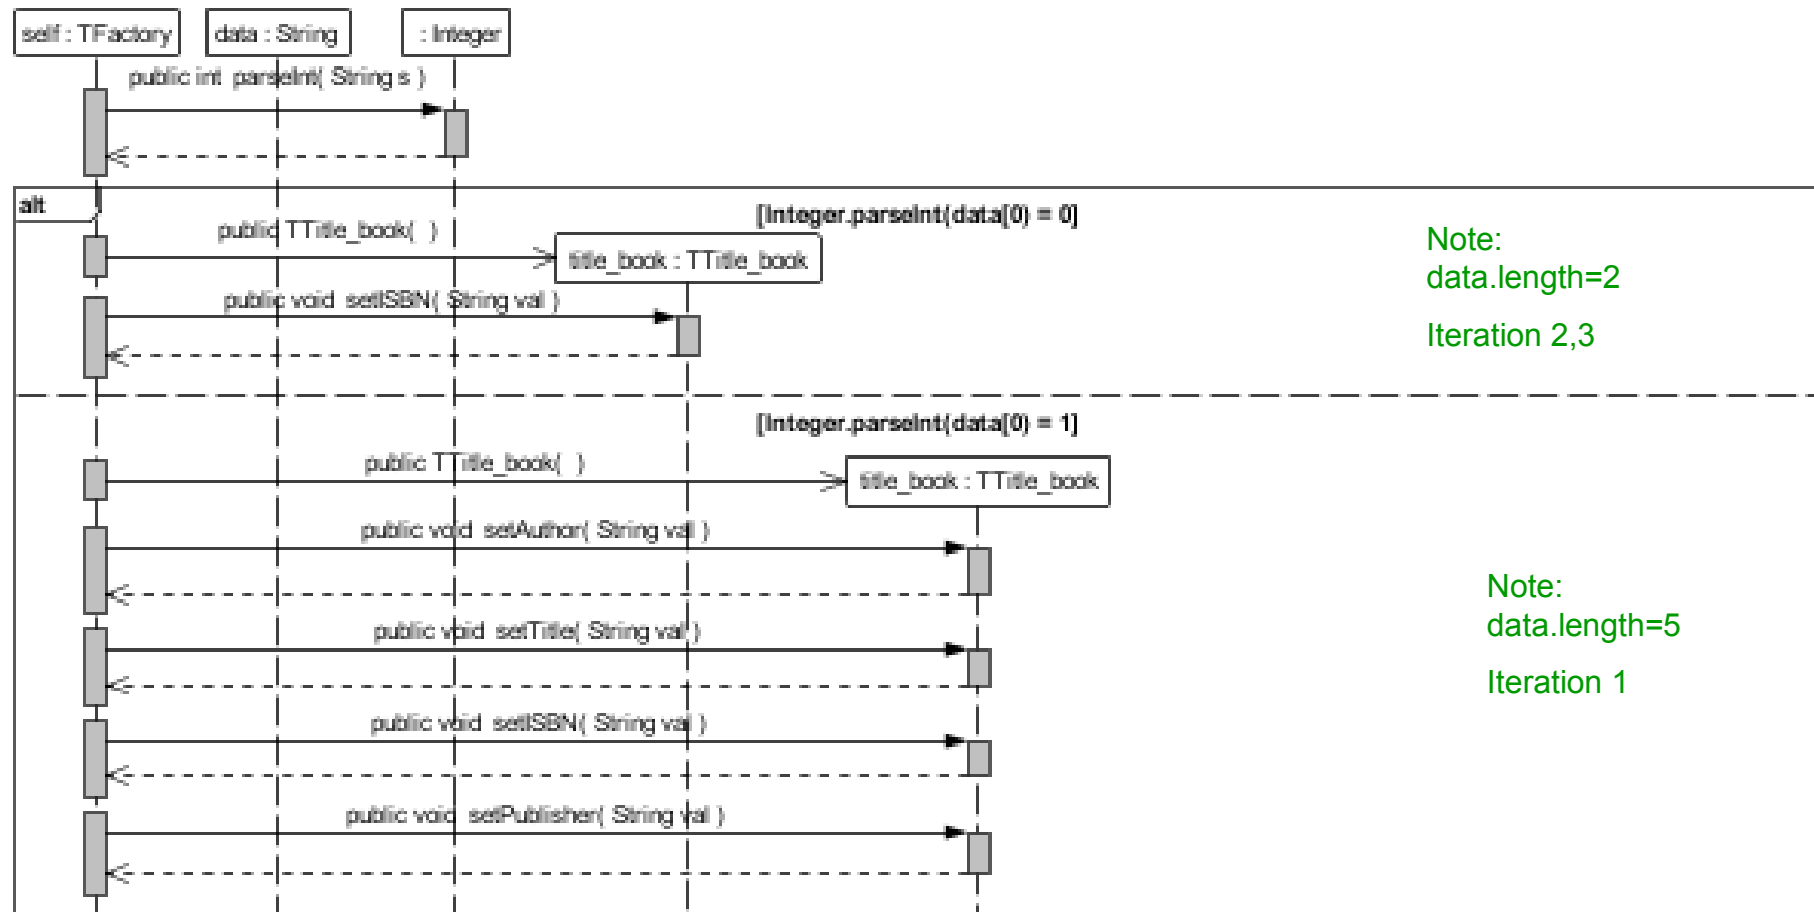 self : TFactory
data : String
: Integer
public int parseInt( String s )
alt
[Integer.parseInt(data[0) = 0]
public TTitle_book( )
title_book : TTitle_book
Note:
data.length=2
public void setISBN( String val )
Iteration 2,3
[Integer.parseInt(data[0) = 1]
public TTitle_book( )
title_book : TTitle_book
public void setAuthor( String val )
Note:
data.length=5
public void setTitle( String val )
Iteration 1
public void setISBN( String val )
public void setPublisher( String val )